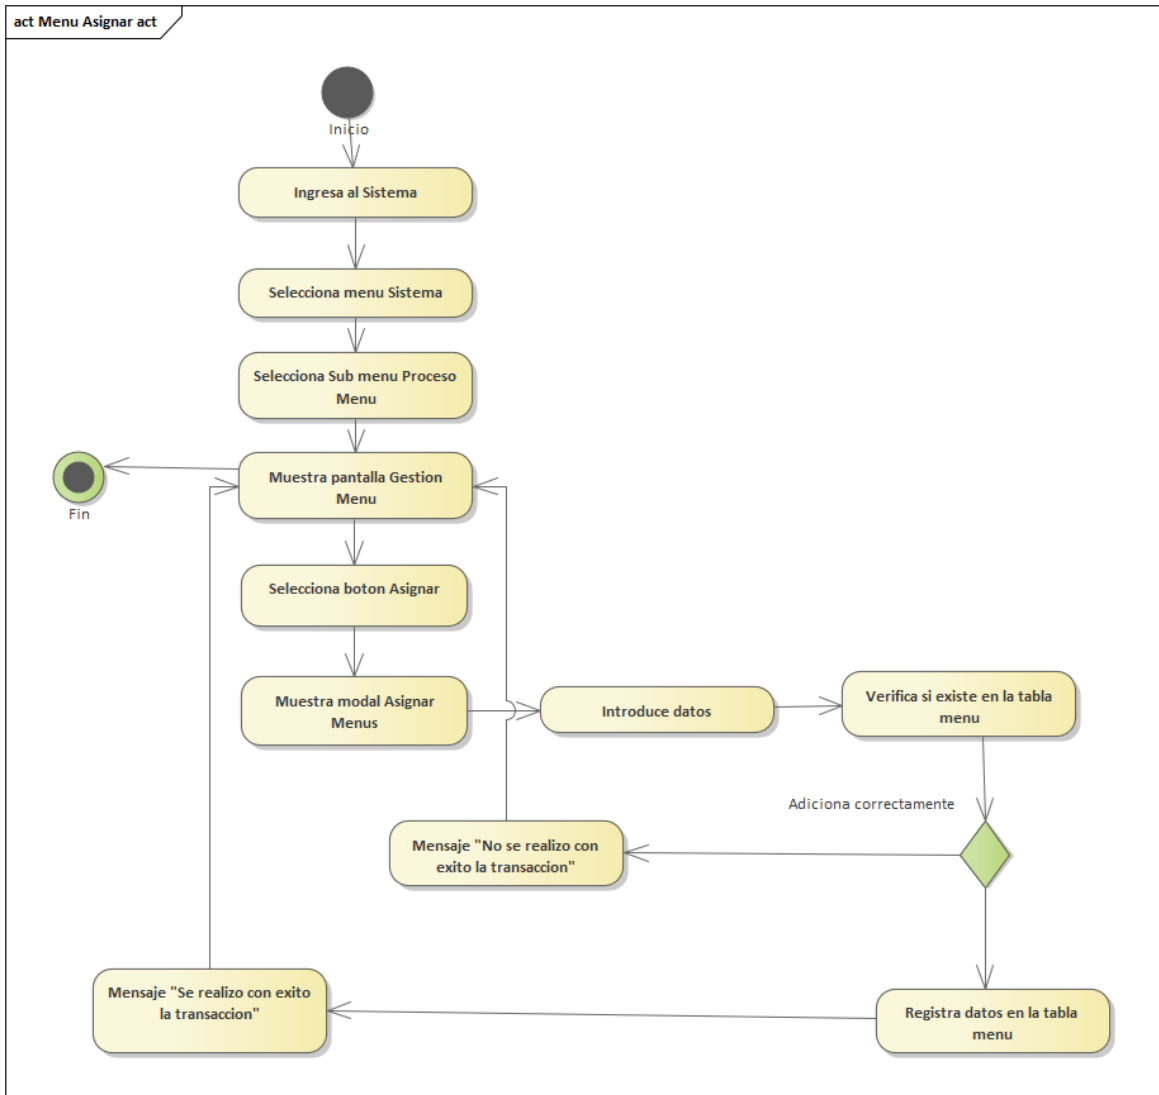 act Menu Asignar act
Inicio
Ingresa al Sistema
Selecciona menu Sistema
Selecciona Sub menu Proceso
Menu
Muestra pantalla Gestion
Menu
Fin
Selecciona boton Asignar
Muestra modal Asignar
Menus
Introduce datos
Verifica si existe en la tabla
menu
Adiciona correctamente
Mensaje "No se realizo con
exito la transaccion"
Mensaje "Se realizo con exito
la transaccion"
Registra datos en la tabla
menu